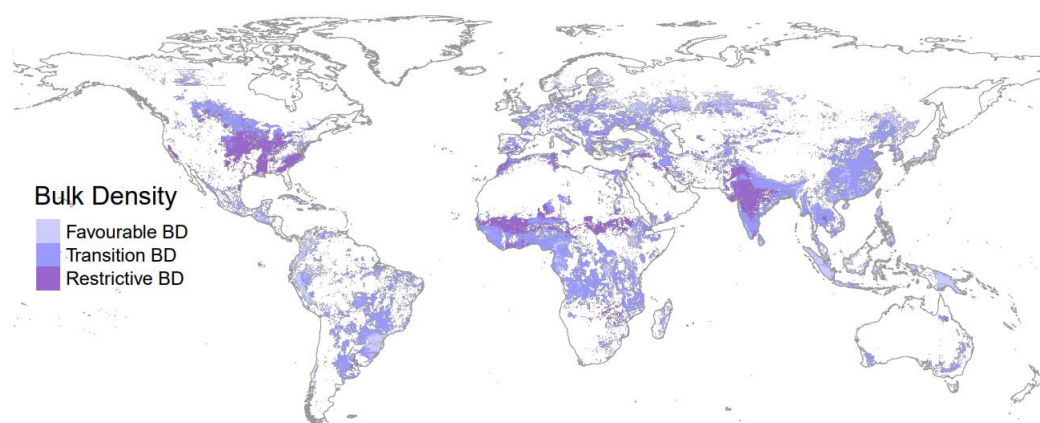 Bulk Density
Favourable BD
Transition BD
Restrictive BD